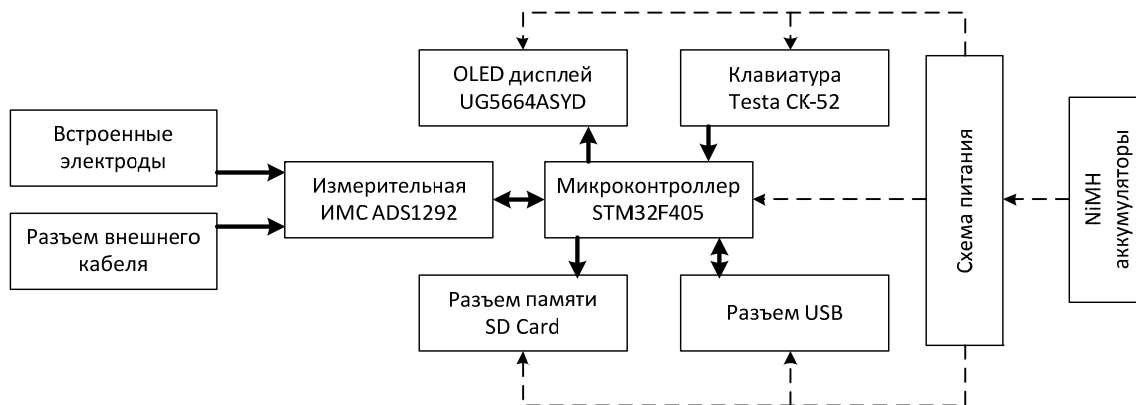 OLED дисплей
UG5664ASYD
Клавиатура
Testa CK-52
Встроенные
электроды
Измерительная
ИМС ADS1292
Микроконтроллер
STM32F405
Разъем внешнего
кабеля
Разъем памяти
SD Card
Разъем USB
Схема питания
NiMH
аккумуляторы